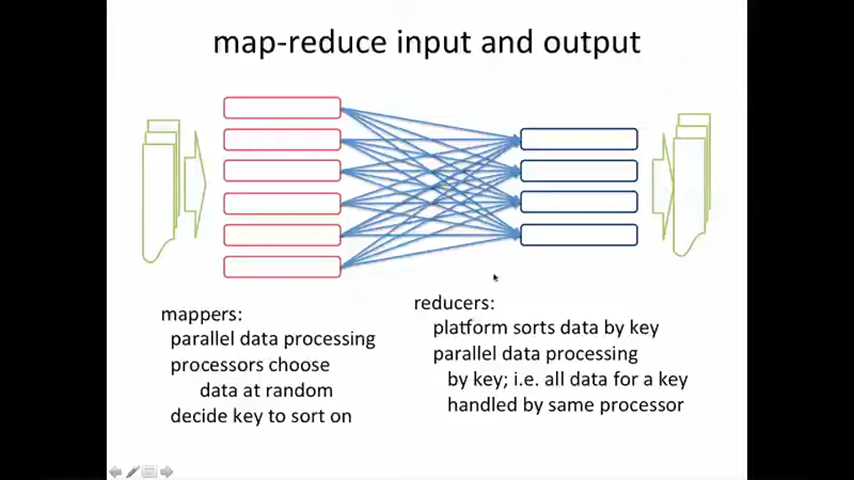 map-reduce input and output
mappers:
parallel data processing
processors choose
data at random
decide key to sort on
reducers:
platform sorts data by key
parallel data processing
by key; i.e. all data for a key
handled by same processor